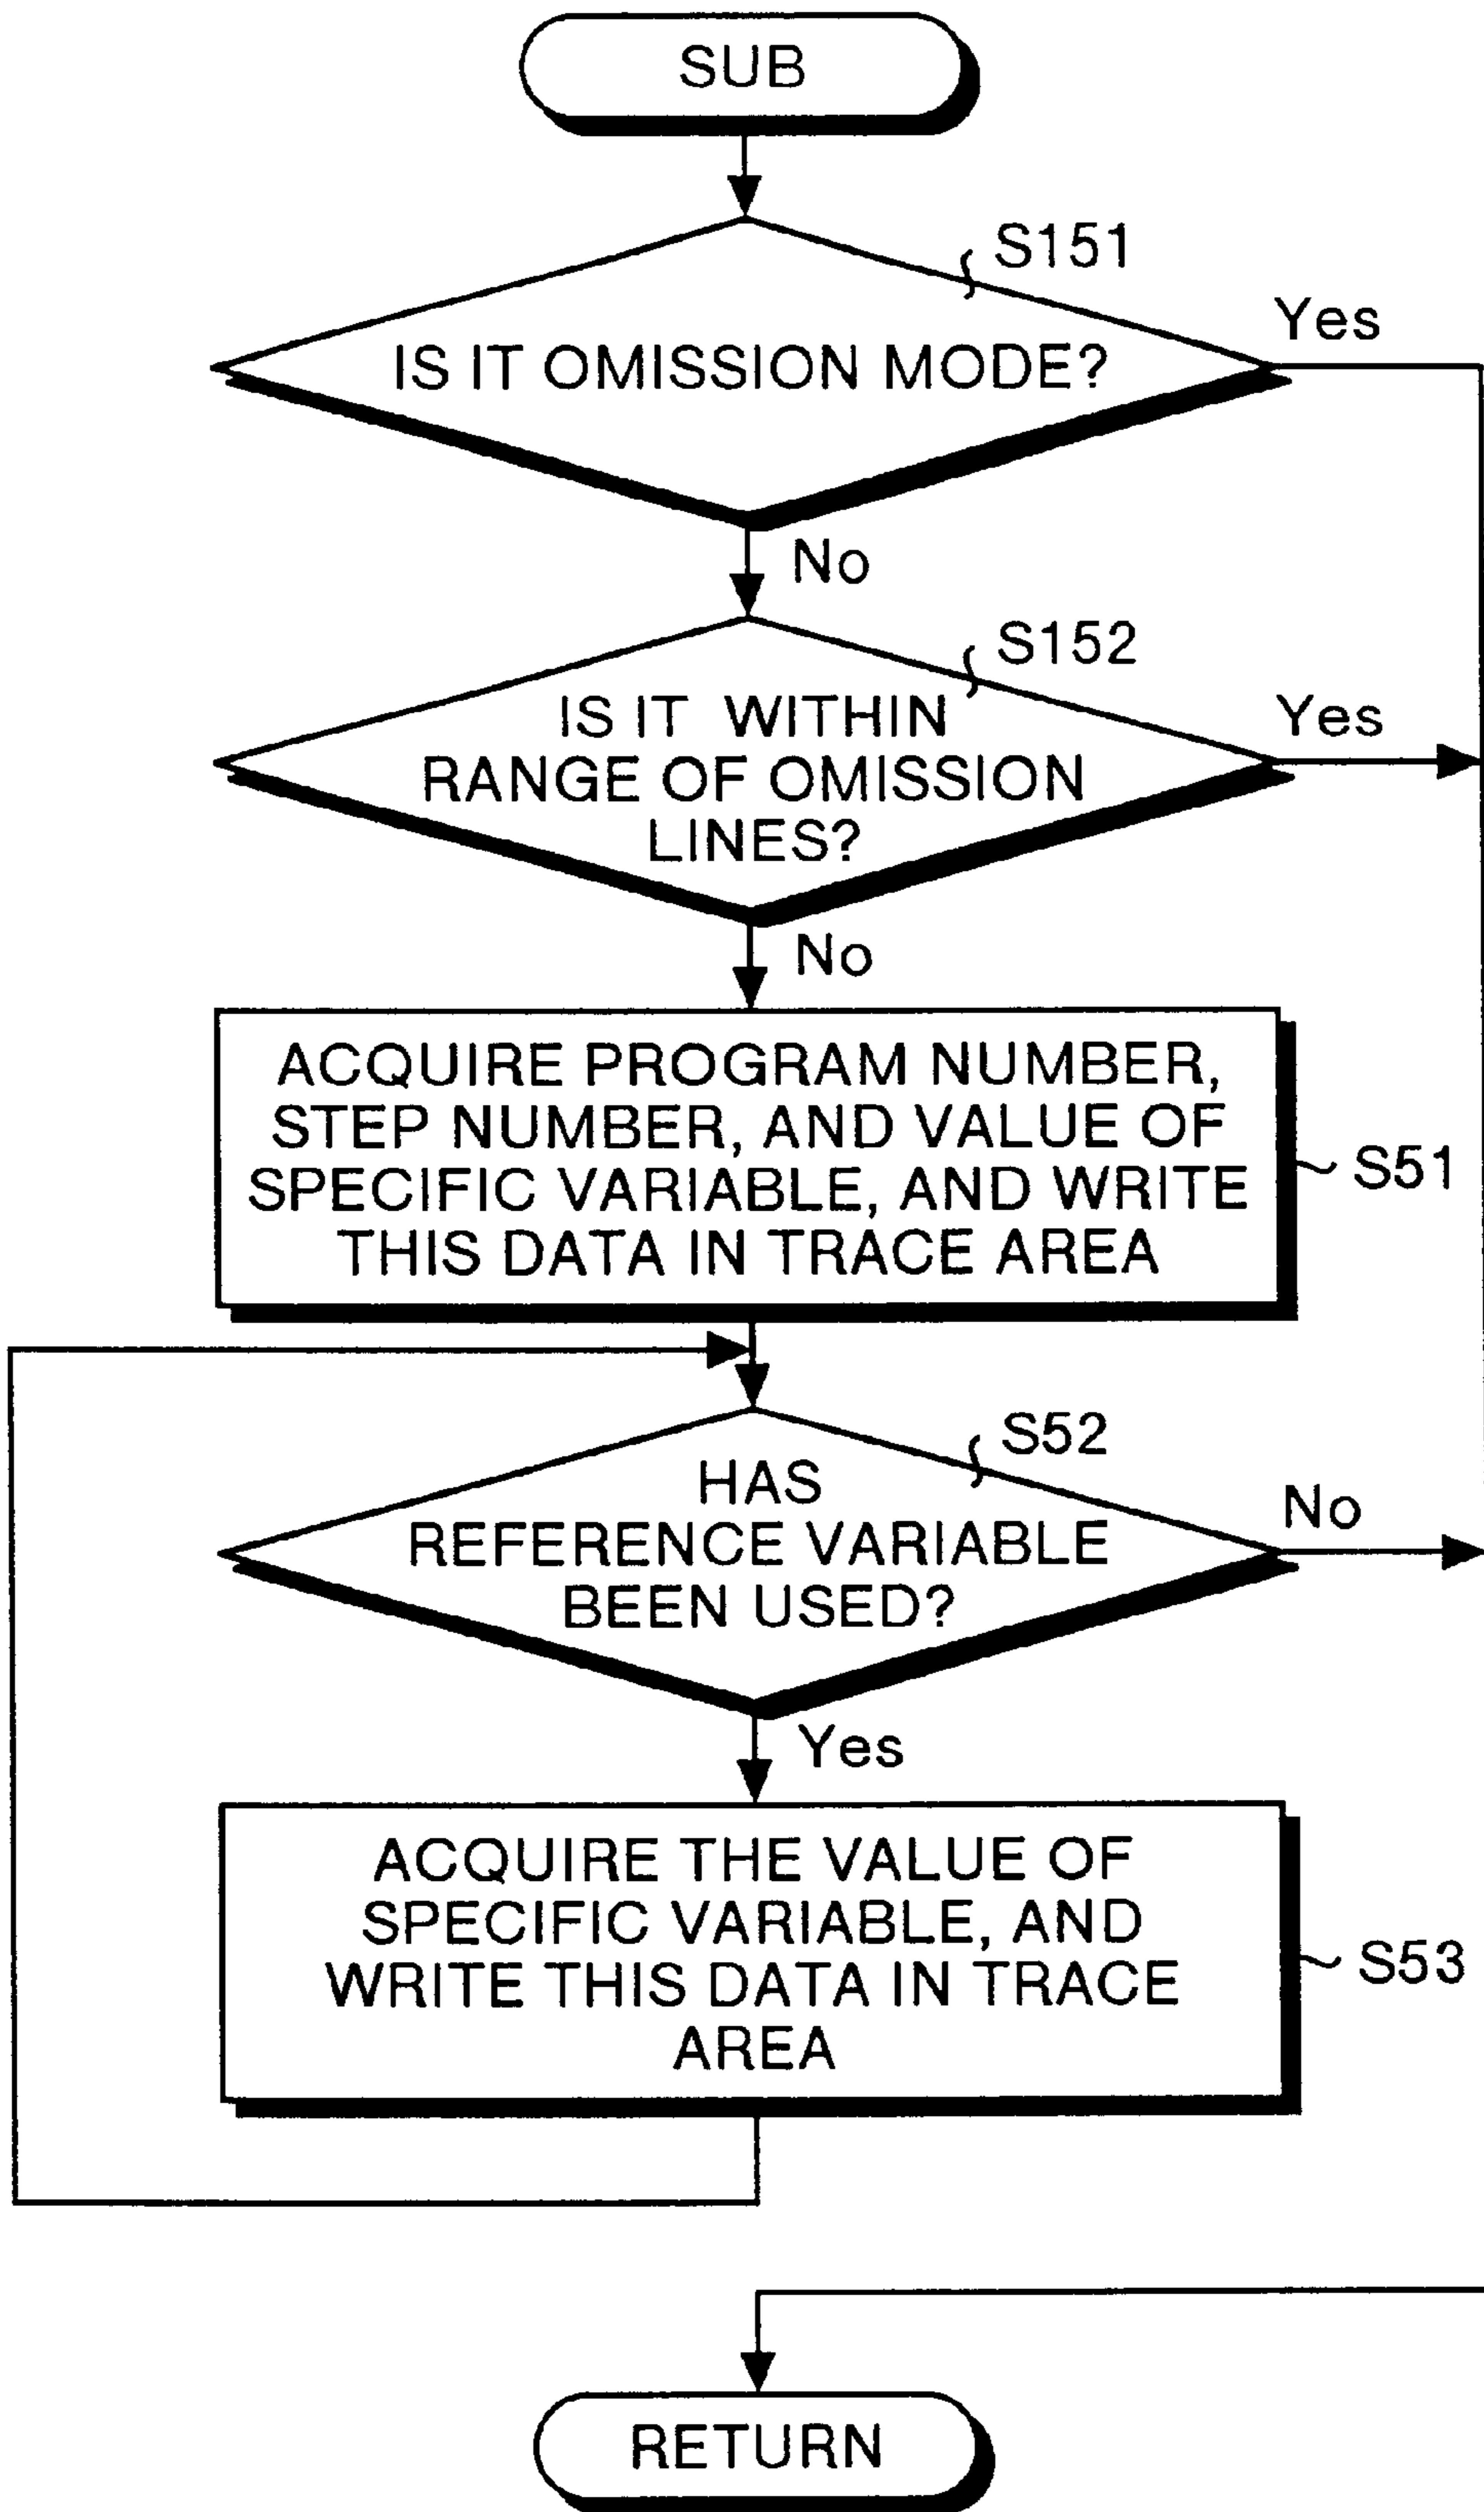 SUB
S151
Yes
IS IT OMISSION MODE?
No
S152
IS IT WITHIN
Yes
RANGE OF OMISSION
LINES?
No
ACQUIRE PROGRAM NUMBER,
STEP NUMBER, AND VALUE OF
SPECIFIC VARIABLE, AND WRITE
THIS DATA IN TRACE AREA
S51
S52
HAS
No
REFERENCE VARIABLE
BEEN USED?
Yes
ACQUIRE THE VALUE OF
SPECIFIC VARIABLE, AND
WRITE THIS DATA IN TRACE
AREA
S53
RETURN